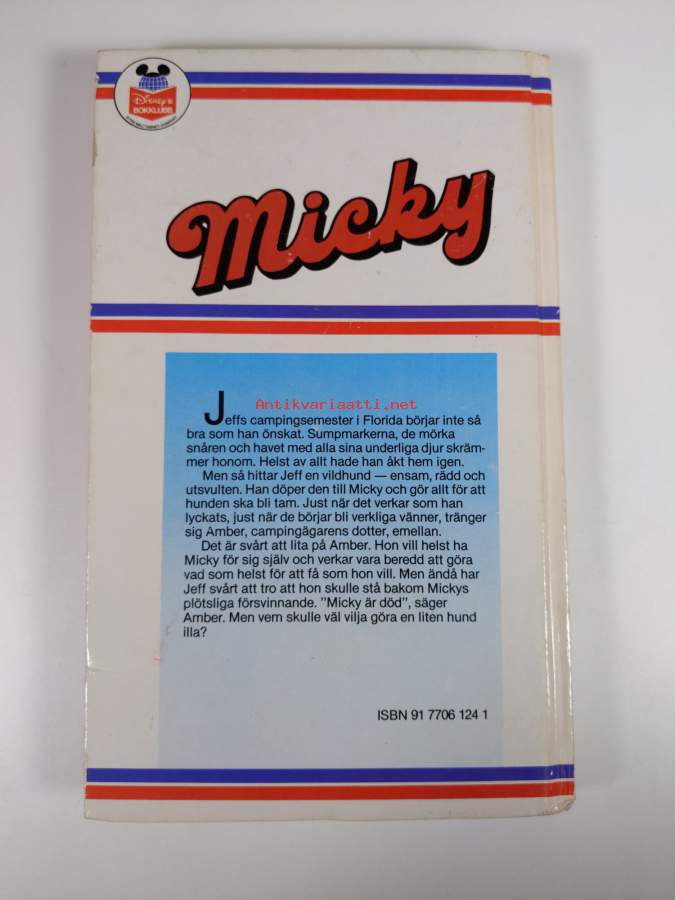 Disney's
BOKLUBB
Micky
Antikvariaatti.net
Jeffs campingsemester i Florida börjar inte så
bra som han önskat. Sumpmarkerna, de mörka
snåren och havet med alla sina underliga djur skräm-
mer honom. Helst av allt hade han åkt hem igen.
Men så hittar Jeff en vildhund — ensam, rädd och
utsvulten. Han döper den till Micky och gör allt för att
hunden ska bli tam. Just när det verkar som han
lyckats, just när de börjar bli verkliga vänner, tränger
sig Amber, campingägarens dotter, emellan.
Det är svårt att lita på Amber. Hon vill helst ha
Micky för sig själv och verkar vara beredd att göra
vad som helst för att få som hon vill. Men ändå har
Jeff svårt att tro att hon skulle stå bakom Mickys
plötsliga försvinnande. ”Micky är död”, säger
Amber. Men vem skulle väl vilja göra en liten hund
illa?
ISBN 91 7706 124 1